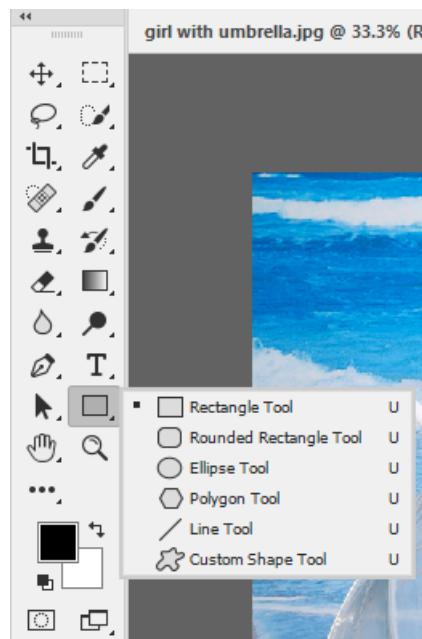 girl with umbrella.jpg @ 33.3% (R
T
Rectangle Tool U
Rounded Rectangle Tool U
Ellipse Tool U
Polygon Tool U
Line Tool U
Custom Shape Tool U